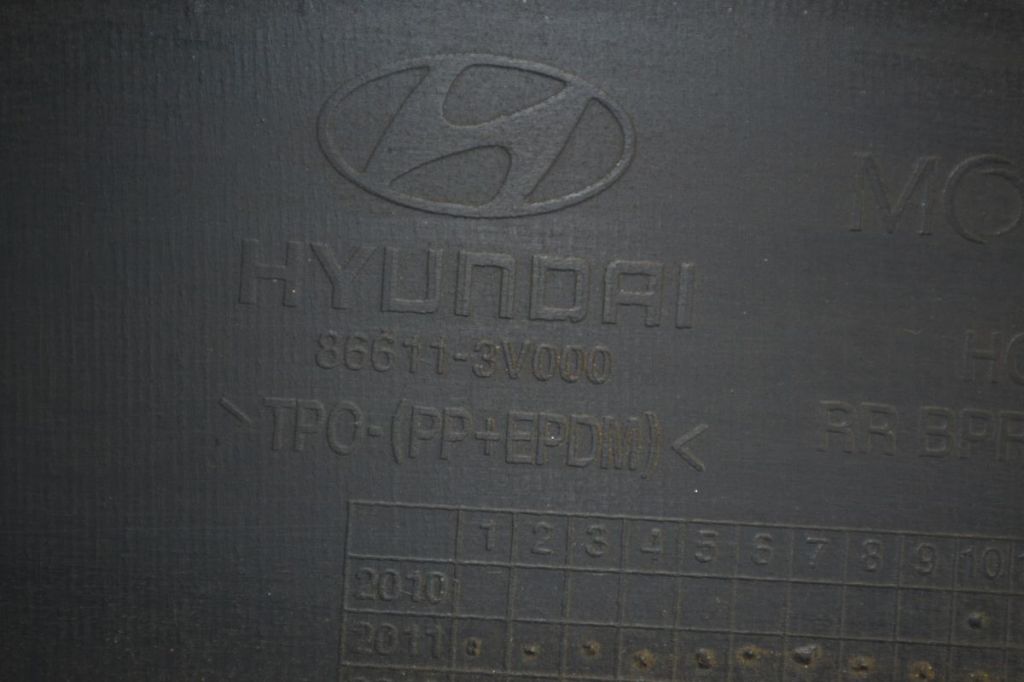 HYUNDAI
86611-3V000
>TPO-(PP+EPDM)<
RR BPR
1 2 3 4 5 6 7 8 9 10
2010
2011